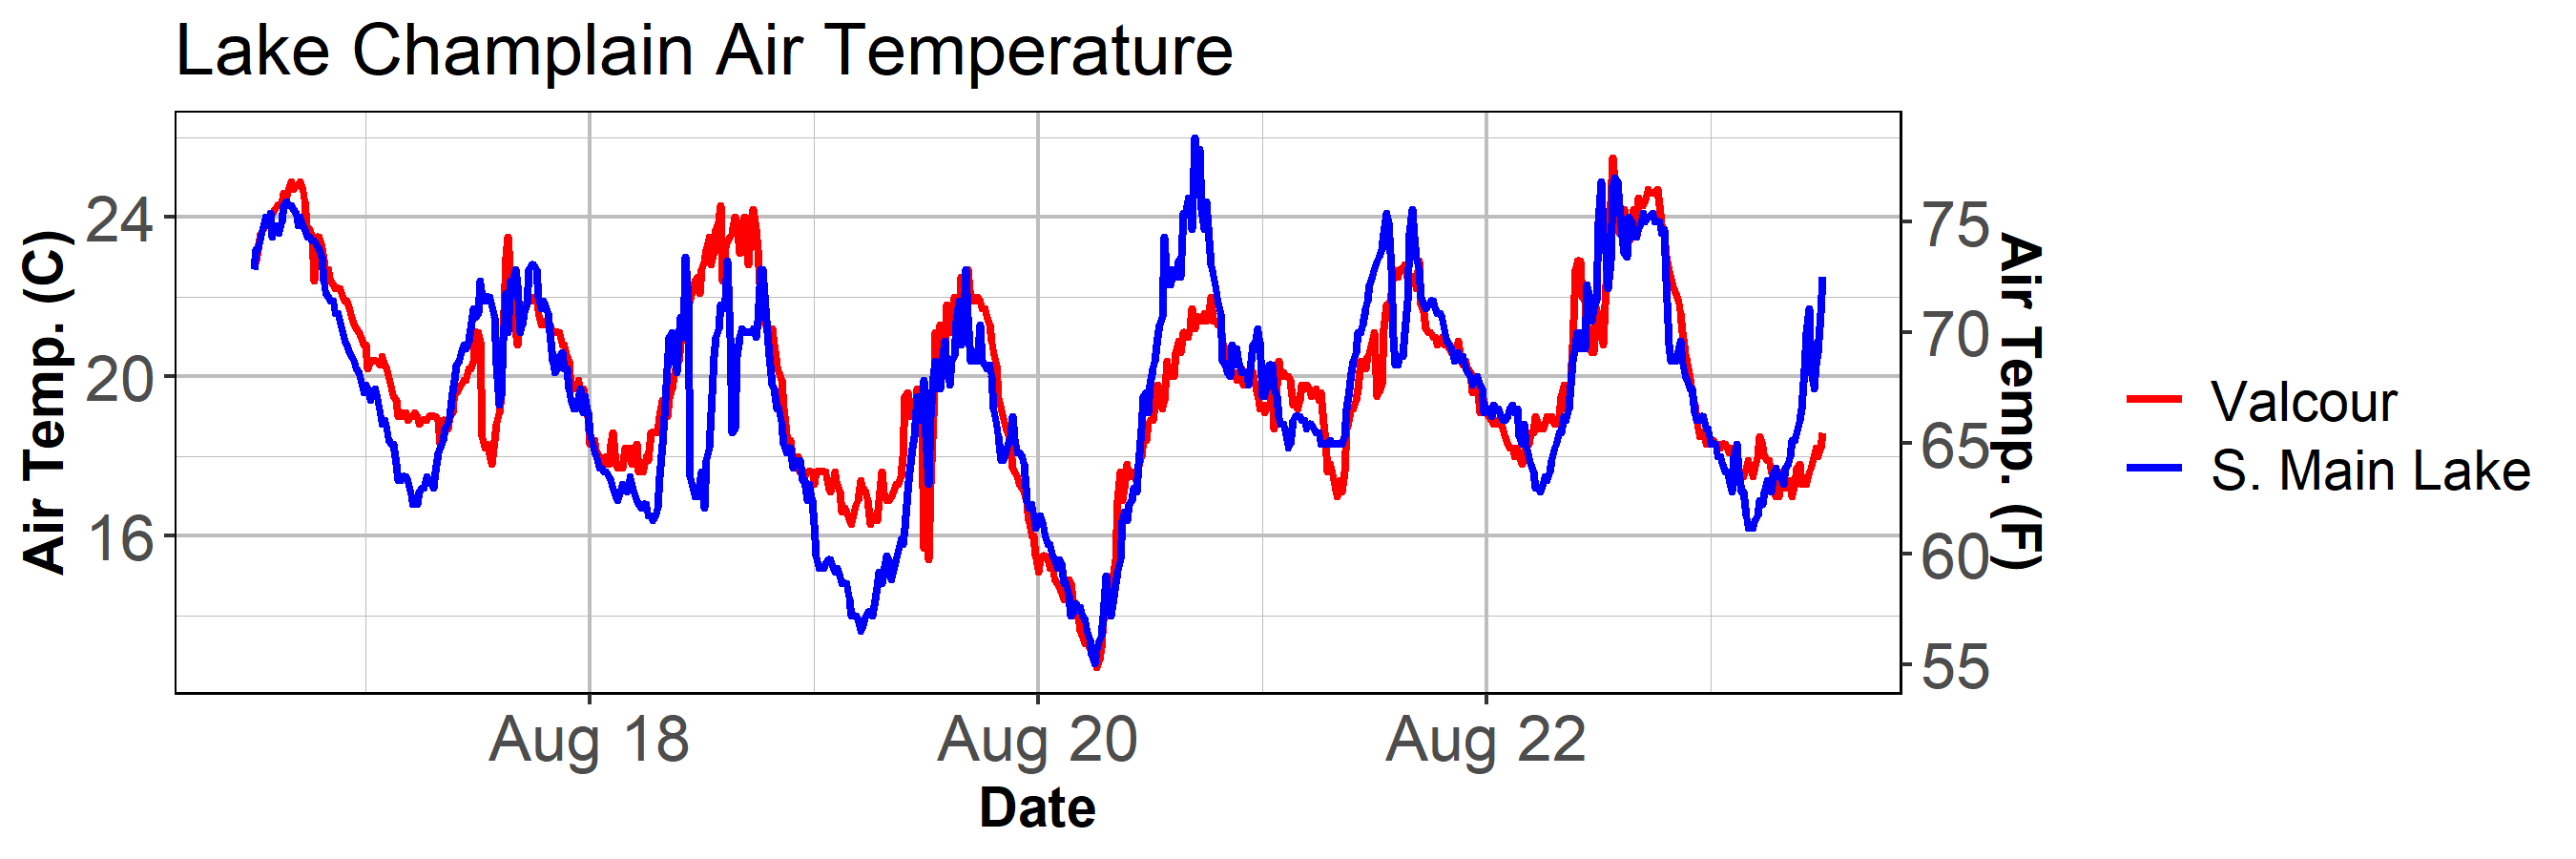 Lake Champlain Air Temperature
Air Temp. (C)
24
20
16
75
70
65
60
55
Air Temp. (F)
Aug 18
Aug 20
Aug 22
Date
Valcour
S. Main Lake